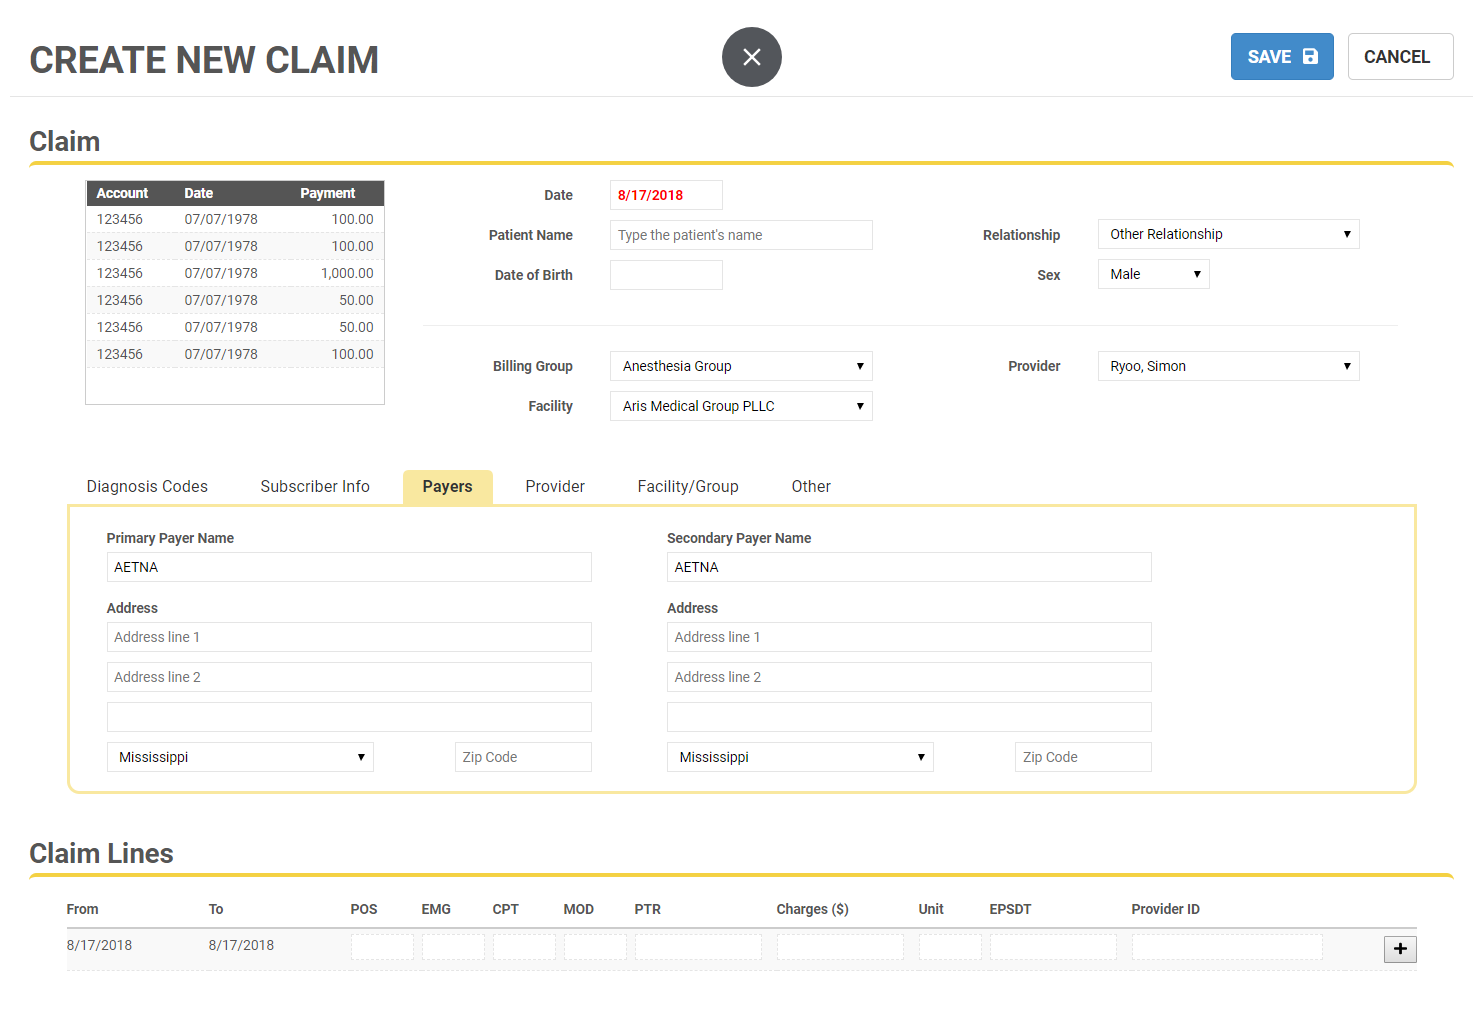 CREATE NEW CLAIM
SAVE
CANCEL
Claim
Account Date Payment
123456 07/07/1978 100.00
123456 07/07/1978 100.00
123456 07/07/1978 1,000.00
123456 07/07/1978 50.00
123456 07/07/1978 50.00
123456 07/07/1978 100.00
Date 8/17/2018
Patient Name Type the patient's name Relationship Other Relationship
Date of Birth Sex Male
Billing Group Anesthesia Group Provider Ryoo, Simon
Facility Aris Medical Group PLLC
Diagnosis Codes Subscriber Info Payers Provider Facility/Group Other
Primary Payer Name Secondary Payer Name
AETNA AETNA
Address Address
Address line 1 Address line 1
Address line 2 Address line 2
Mississippi Zip Code Mississippi Zip Code
Claim Lines
From To POS EMG CPT MOD PTR Charges ($) Unit EPSDT Provider ID
8/17/2018 8/17/2018